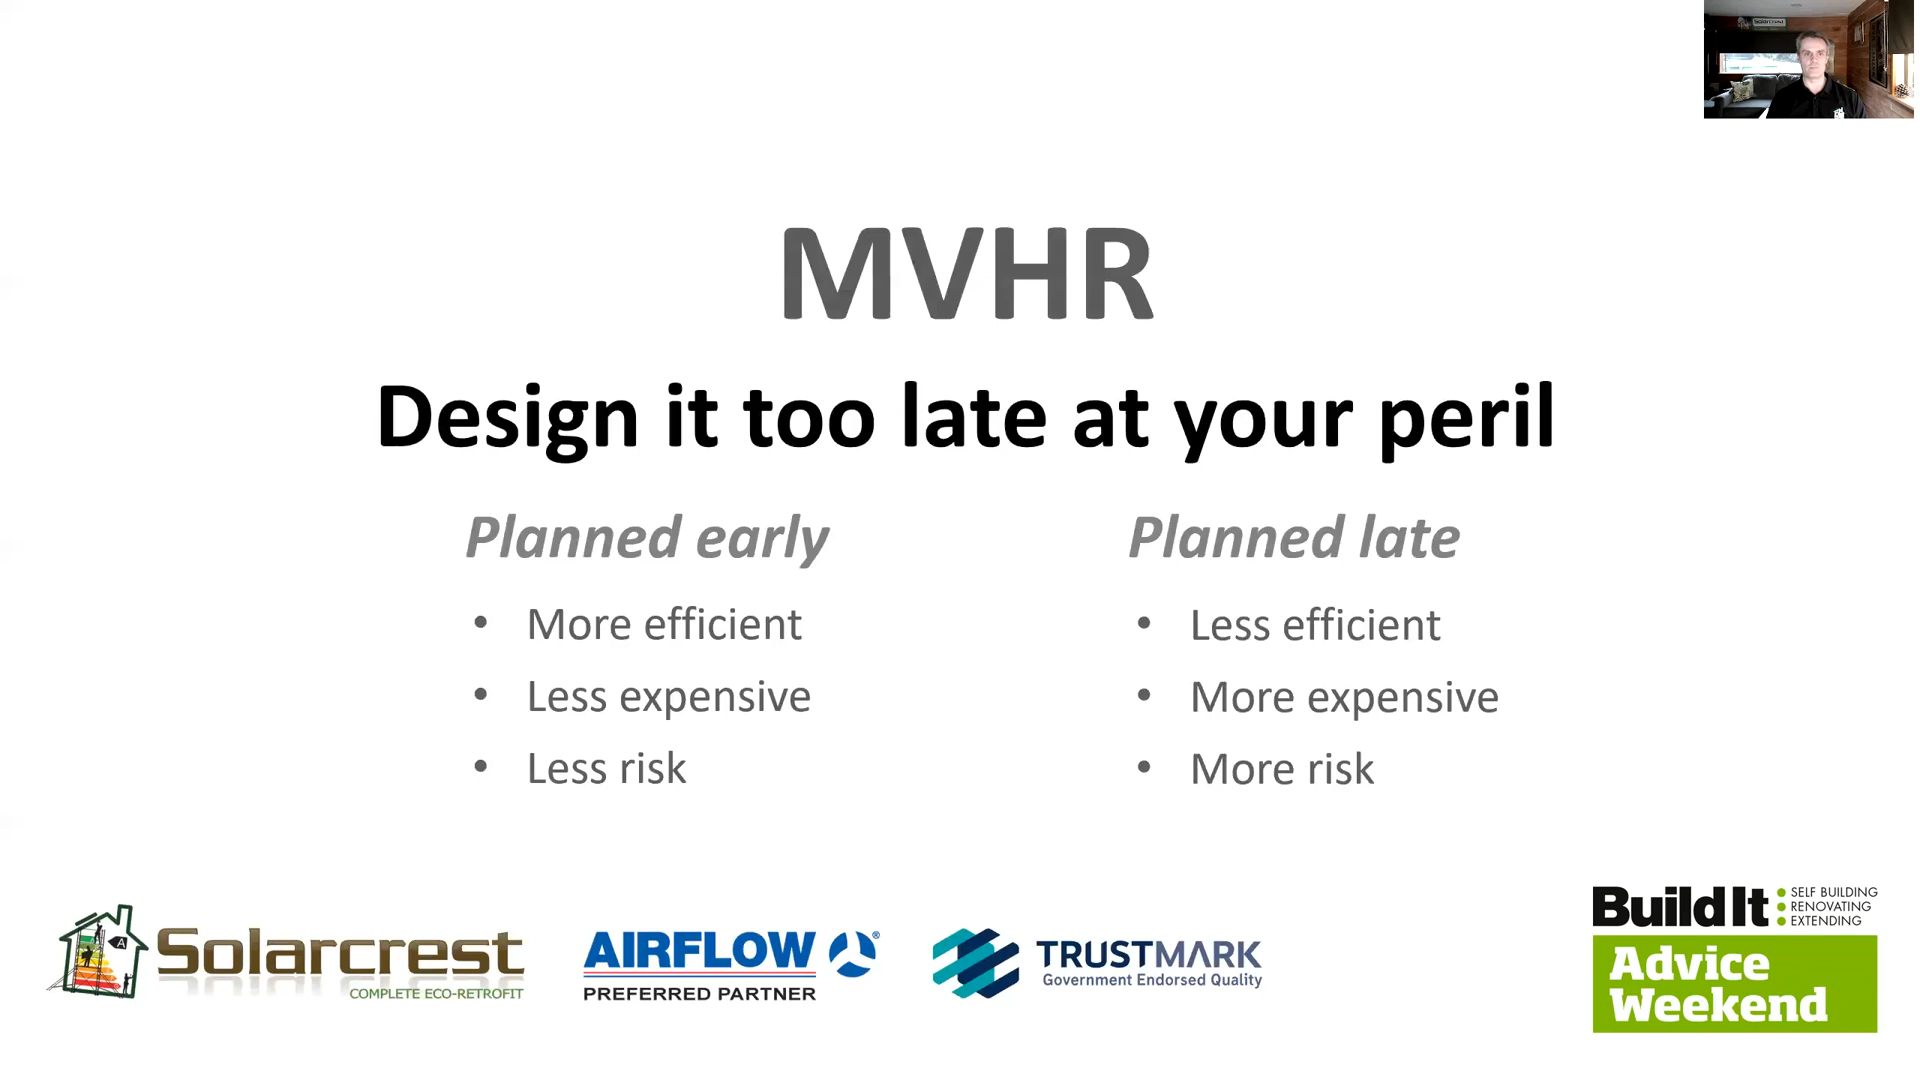 Solarcrest
MVHR
Design it too late at your peril
Planned early
• More efficient
• Less expensive
• Less risk
Planned late
• Less efficient
• More expensive
• More risk
A
Solarcrest
COMPLETE ECO-RETROFIT
AIRFLOW®
PREFERRED PARTNER
TRUSTMARK
Government Endorsed Quality
Build It
SELF BUILDING
RENOVATING
EXTENDING
Advice
Weekend